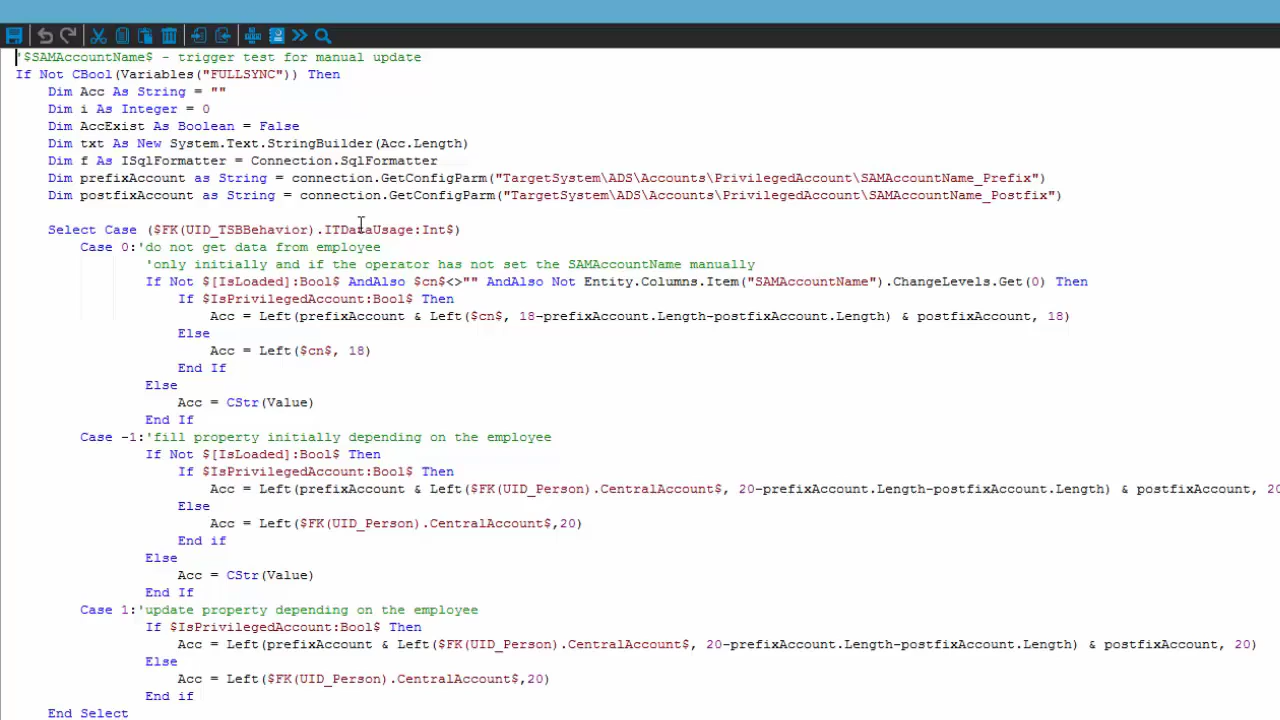 '$SAMAccountName$ - trigger test for manual update
If Not CBool(Variables("FULLSYNC")) Then
Dim Acc As String = ""
Dim i As Integer = 0
Dim AccExist As Boolean = False
Dim txt As New System.Text.StringBuilder(Acc.Length)
Dim f As ISqlFormatter = Connection.SqlFormatter
Dim prefixAccount as String = connection.GetConfigParm("TargetSystem\ADS\Accounts\PrivilegedAccount\SAMAccountName_Prefix")
Dim postfixAccount as String = connection.GetConfigParm("TargetSystem\ADS\Accounts\PrivilegedAccount\SAMAccountName_Postfix")
Select Case ($FK(UID_TSBBehavior).ITDataUsage:Int$)
Case 0:'do not get data from employee
'only initially and if the operator has not set the SAMAccountName manually
If Not $[IsLoaded]:Bool$ AndAlso $cn$<>"" AndAlso Not Entity.Columns.Item("SAMAccountName").ChangeLevels.Get(0) Then
If $IsPrivilegedAccount:Bool$ Then
Acc = Left(prefixAccount & Left($cn$, 18-prefixAccount.Length-postfixAccount.Length) & postfixAccount, 18)
Else
Acc = Left($cn$, 18)
End If
Else
Acc = CStr(Value)
End If
Case -1:'fill property initially depending on the employee
If Not $[IsLoaded]:Bool$ Then
If $IsPrivilegedAccount:Bool$ Then
Acc = Left(prefixAccount & Left($FK(UID_Person).CentralAccount$, 20-prefixAccount.Length-postfixAccount.Length) & postfixAccount, 20
Else
Acc = Left($FK(UID_Person).CentralAccount$,20)
End if
Else
Acc = CStr(Value)
End If
Case 1:'update property depending on the employee
If $IsPrivilegedAccount:Bool$ Then
Acc = Left(prefixAccount & Left($FK(UID_Person).CentralAccount$, 20-prefixAccount.Length-postfixAccount.Length) & postfixAccount, 20)
Else
Acc = Left($FK(UID_Person).CentralAccount$,20)
End if
End Select